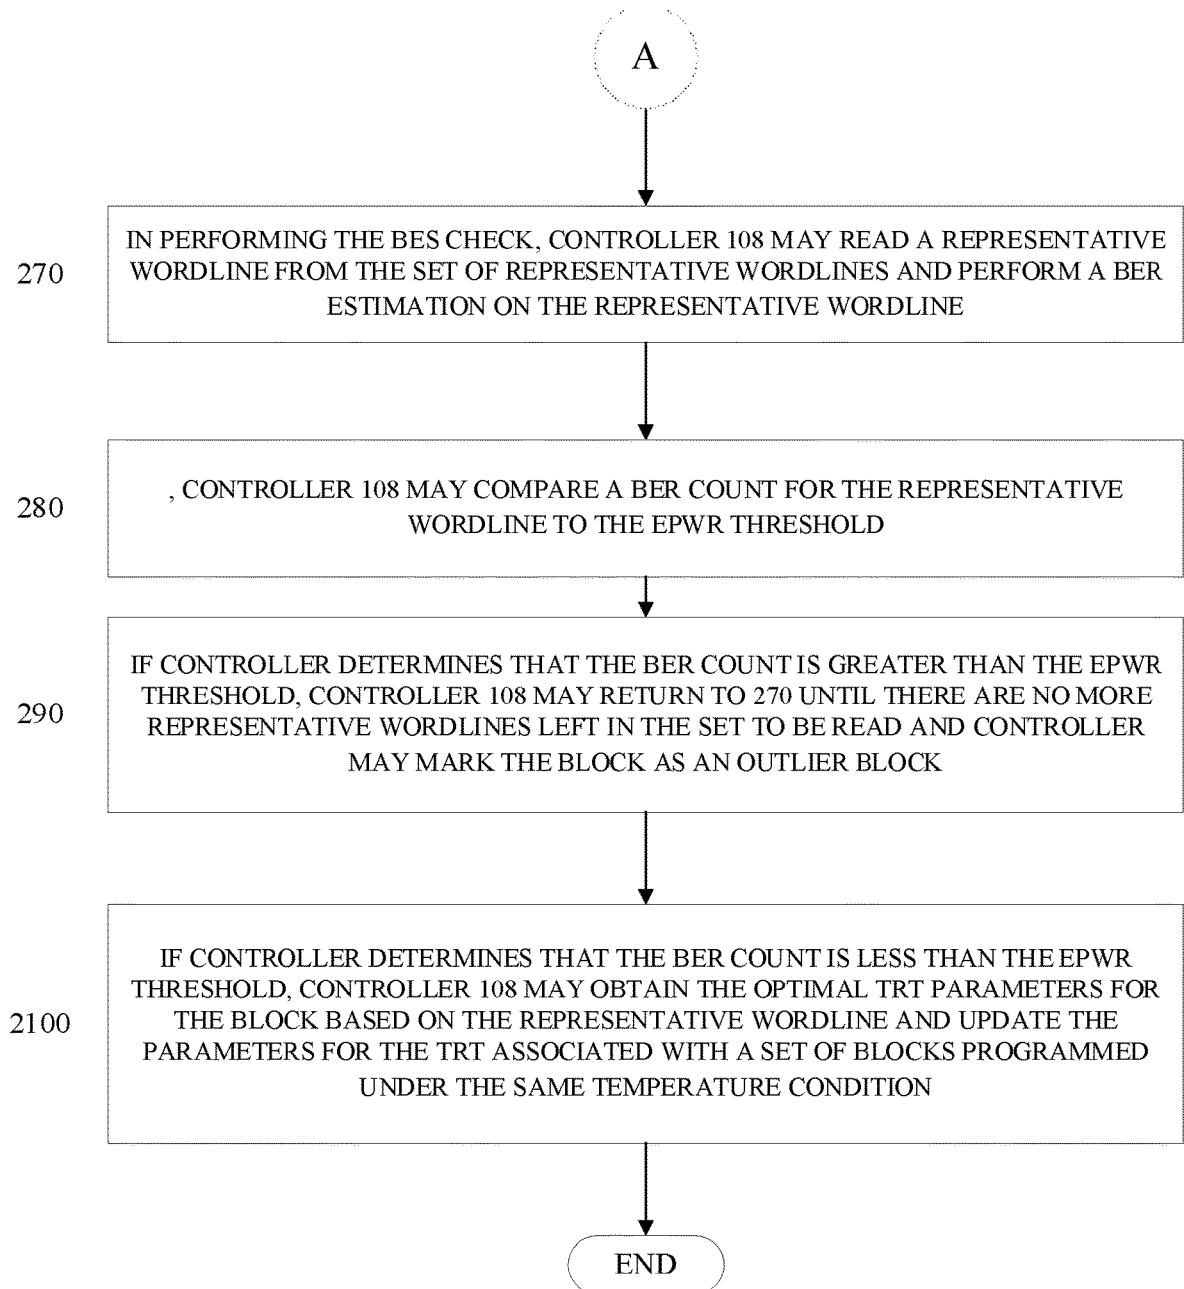 A
270
IN PERFORMING THE BES CHECK, CONTROLLER 108 MAY READ A REPRESENTATIVE
WORDLINE FROM THE SET OF REPRESENTATIVE WORDLINES AND PERFORM A BER
ESTIMATION ON THE REPRESENTATIVE WORDLINE
280
, CONTROLLER 108 MAY COMPARE A BER COUNT FOR THE REPRESENTATIVE
WORDLINE TO THE EPWR THRESHOLD
290
IF CONTROLLER DETERMINES THAT THE BER COUNT IS GREATER THAN THE EPWR
THRESHOLD, CONTROLLER 108 MAY RETURN TO 270 UNTIL THERE ARE NO MORE
REPRESENTATIVE WORDLINES LEFT IN THE SET TO BE READ AND CONTROLLER
MAY MARK THE BLOCK AS AN OUTLIER BLOCK
2100
IF CONTROLLER DETERMINES THAT THE BER COUNT IS LESS THAN THE EPWR
THRESHOLD, CONTROLLER 108 MAY OBTAIN THE OPTIMAL TRT PARAMETERS FOR
THE BLOCK BASED ON THE REPRESENTATIVE WORDLINE AND UPDATE THE
PARAMETERS FOR THE TRT ASSOCIATED WITH A SET OF BLOCKS PROGRAMMED
UNDER THE SAME TEMPERATURE CONDITION
END